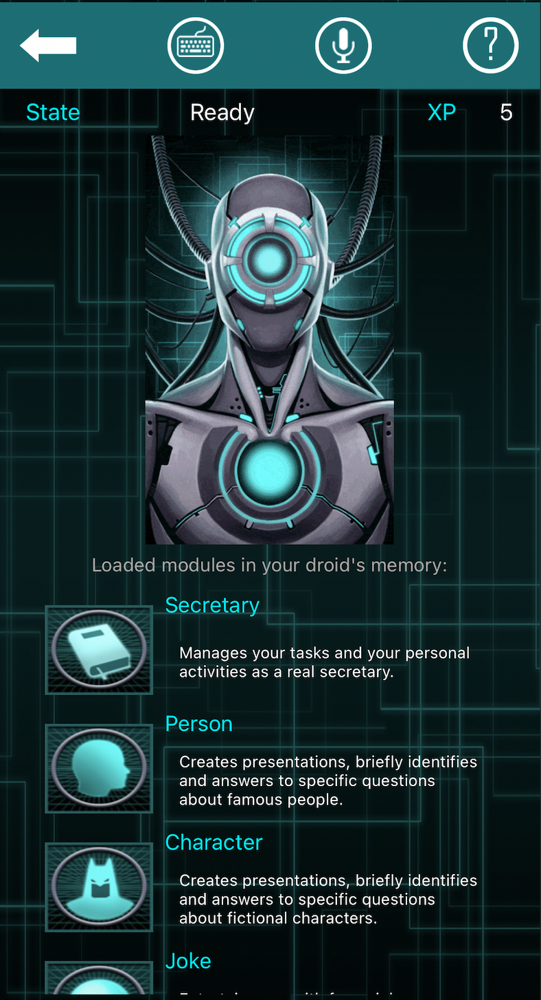 State Ready XP 5
Loaded modules in your droid's memory:
Secretary
Manages your tasks and your personal
activities as a real secretary.
Person
Creates presentations, briefly identifies
and answers to specific questions
about famous people.
Character
Creates presentations, briefly identifies
and answers to specific questions
about fictional characters.
Joke